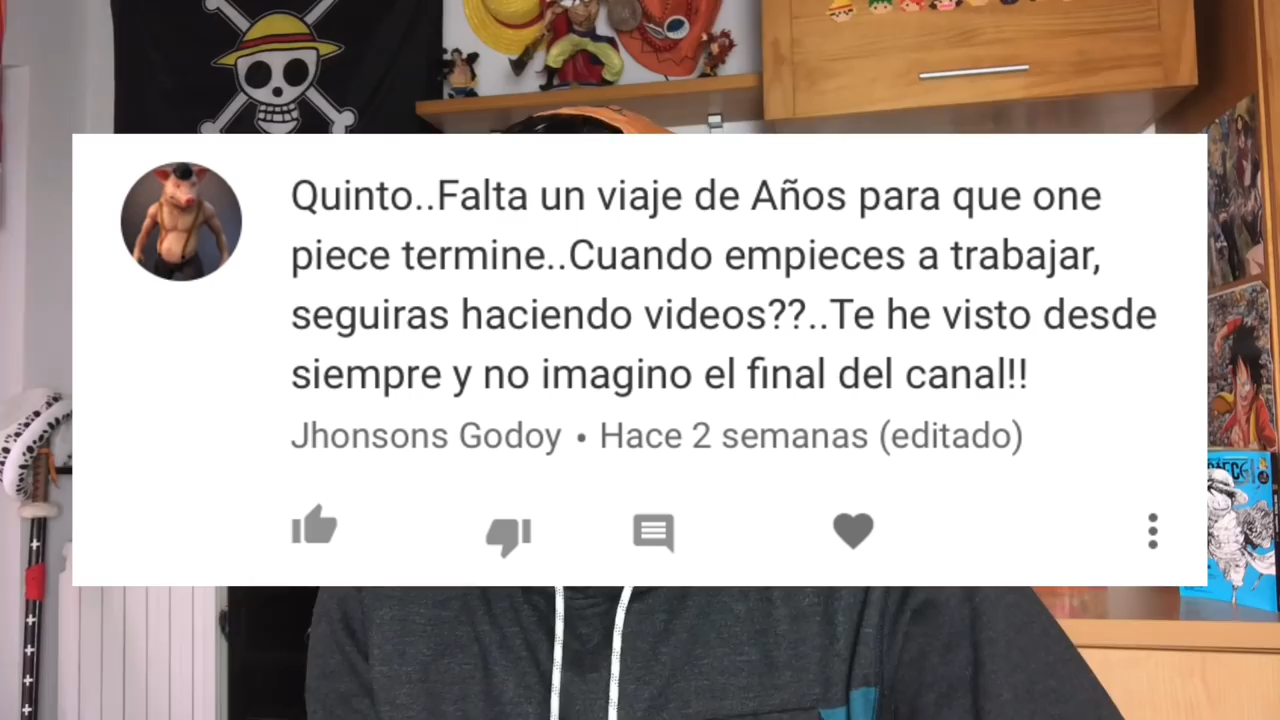 Quinto..Falta un viaje de Años para que one
piece termine..Cuando empieces a trabajar,
seguiras haciendo videos??..Te he visto desde
siempre y no imagino el final del canal!!
Jhonsons Godoy • Hace 2 semanas (editado)